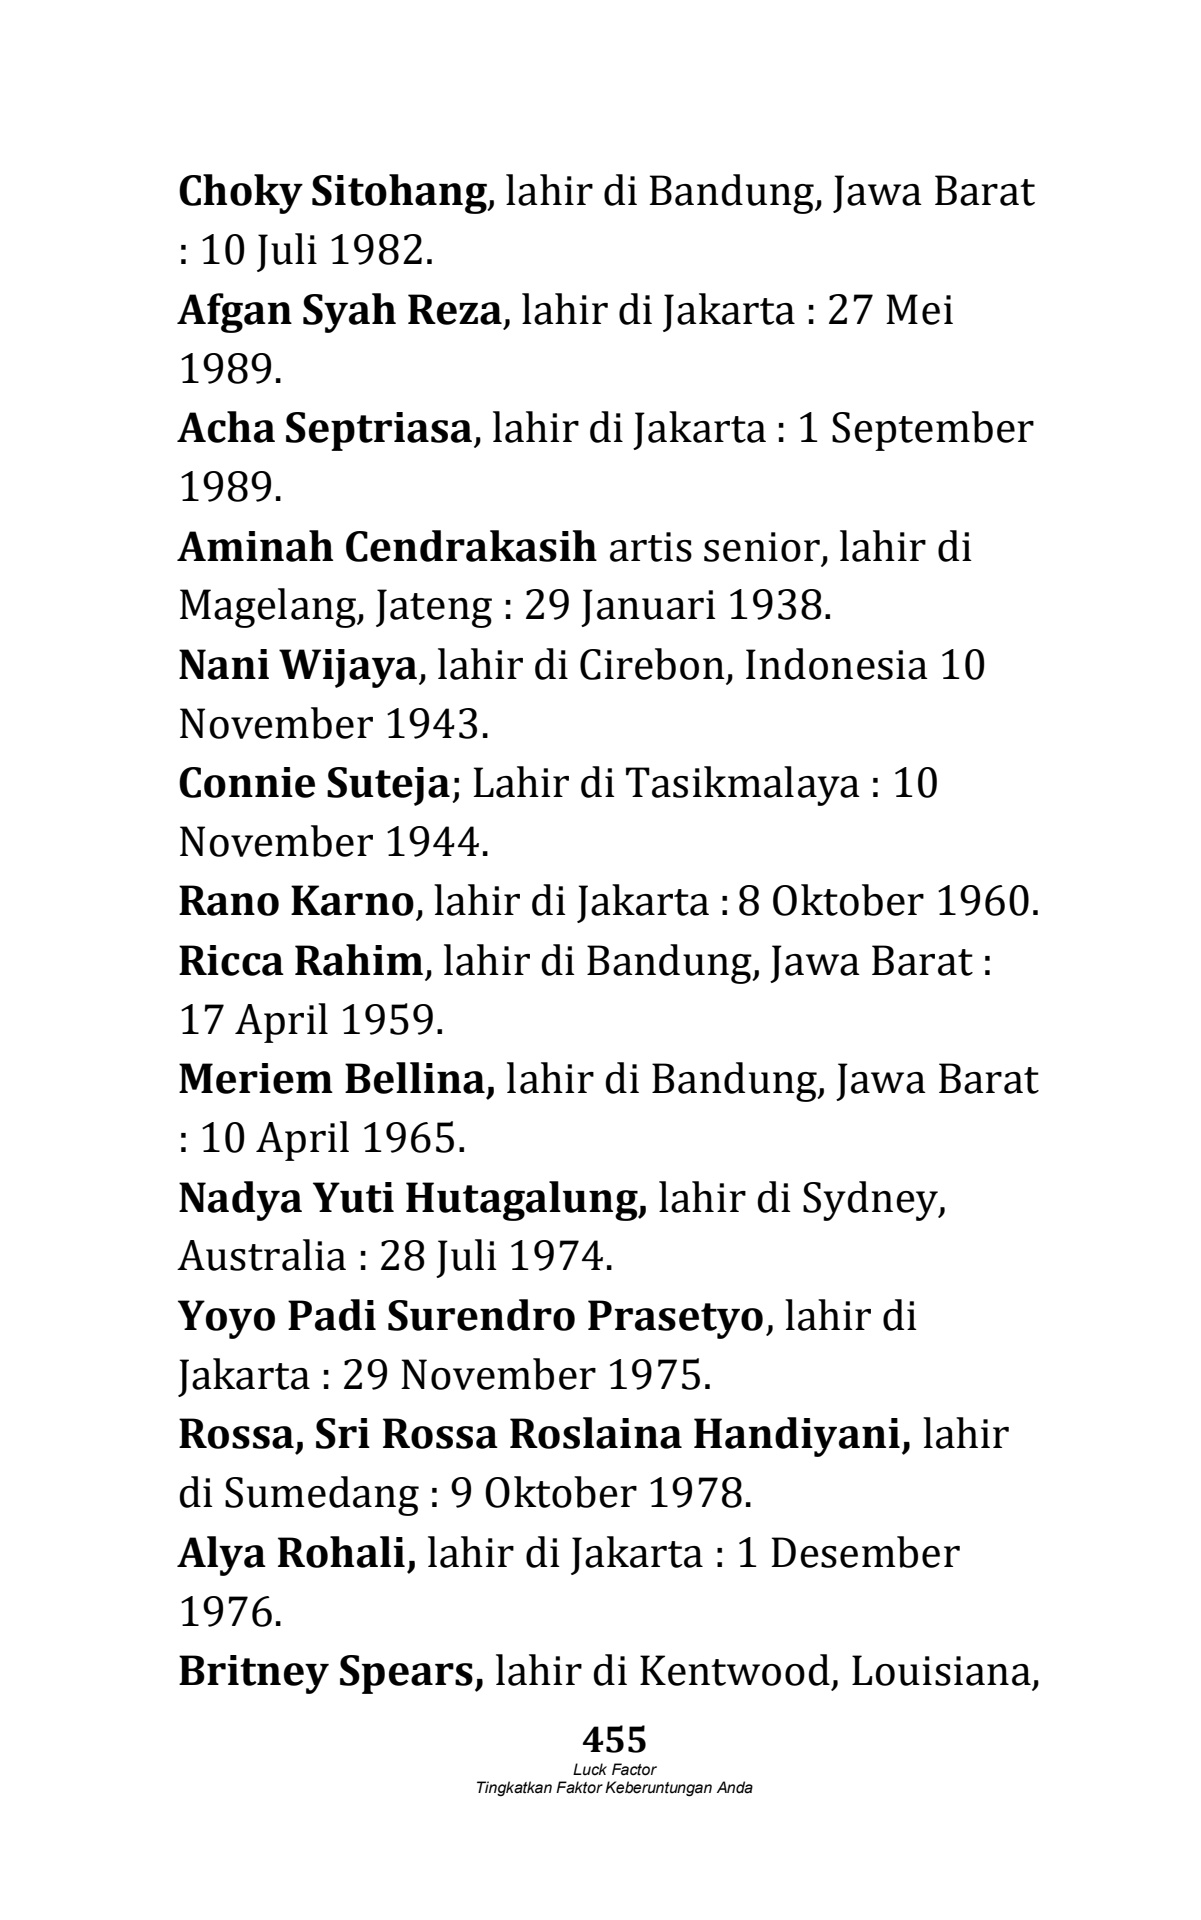 Choky Sitohang, lahir di Bandung, Jawa Barat
: 10 Juli 1982.
Afgan Syah Reza, lahir di Jakarta : 27 Mei
1989.
Acha Septriasa, lahir di Jakarta : 1 September
1989.
Aminah Cendrakasih artis senior, lahir di
Magelang, Jateng : 29 Januari 1938.
Nani Wijaya, lahir di Cirebon, Indonesia 10
November 1943.
Connie Suteja; Lahir di Tasikmalaya : 10
November 1944.
Rano Karno, lahir di Jakarta : 8 Oktober 1960.
Ricca Rahim, lahir di Bandung, Jawa Barat :
17 April 1959.
Meriem Bellina, lahir di Bandung, Jawa Barat
: 10 April 1965.
Nadya Yuti Hutagalung, lahir di Sydney,
Australia : 28 Juli 1974.
Yoyo Padi Surendro Prasetyo, lahir di
Jakarta : 29 November 1975.
Rossa, Sri Rossa Roslaina Handiyani, lahir
di Sumedang : 9 Oktober 1978.
Alya Rohali, lahir di Jakarta : 1 Desember
1976.
Britney Spears, lahir di Kentwood, Louisiana,
455
Luck Factor
Tingkatkan Faktor Keberuntungan Anda